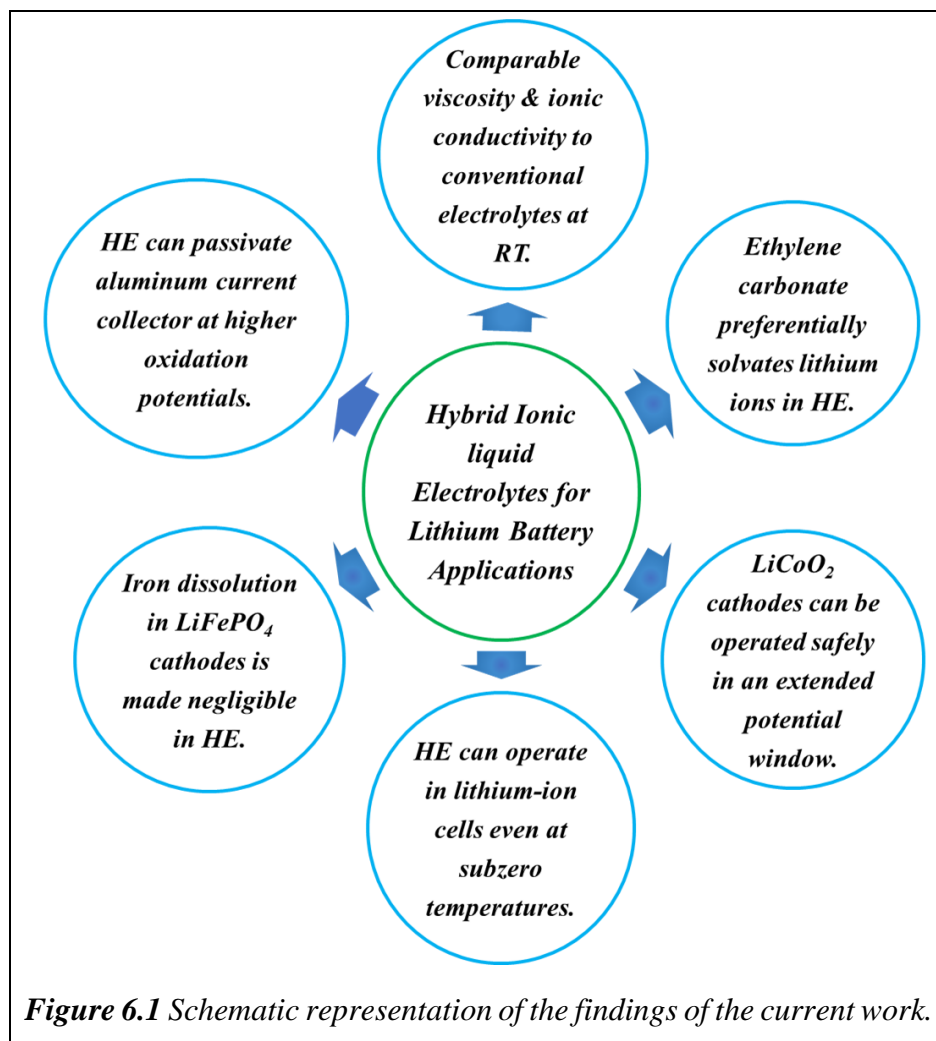 Comparable
viscosity & ionic
conductivity to
conventional
electrolytes at
RT.
HE can passivate
aluminum current
collector at higher
oxidation
potentials.
Ethylene
carbonate
preferentially
solvates lithium
ions in HE.
Hybrid Ionic
liquid
Electrolytes for
Lithium Battery
Applications
Iron dissolution
in LiFePO₄
cathodes is
made negligible
in HE.
LiCoO₂
cathodes can be
operated safely
in an extended
potential
window.
HE can operate
in lithium-ion
cells even at
subzero
temperatures.
Figure 6.1 Schematic representation of the findings of the current work.